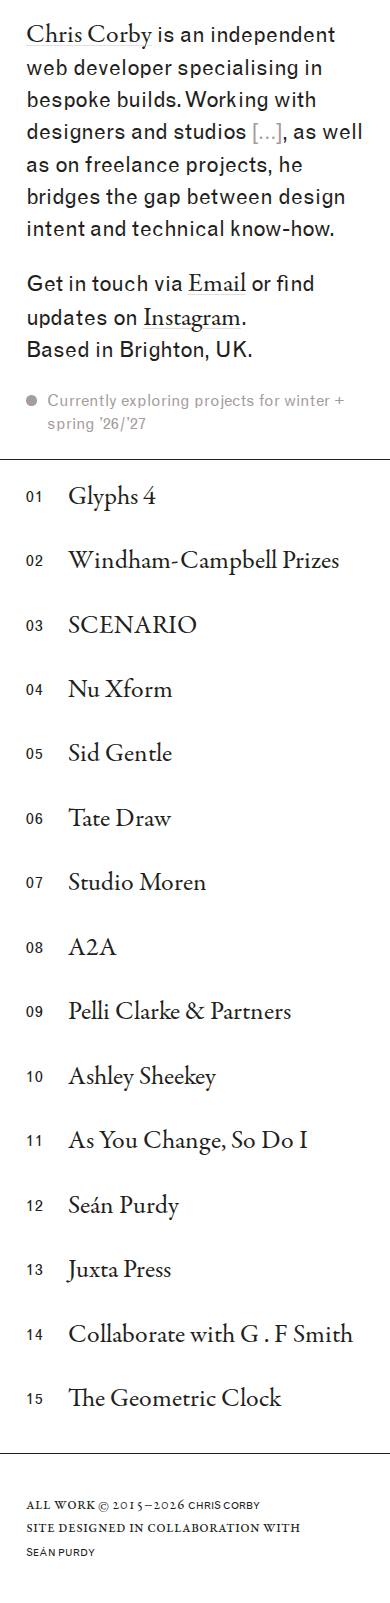 Chris Corby is an independent
web developer specialising in
bespoke builds. Working with
designers and studios [...], as well
as on freelance projects, he
bridges the gap between design
intent and technical know-how.
Get in touch via Email or find
updates on Instagram.
Based in Brighton, UK.
Currently exploring projects for winter +
spring ’26/’27
01 Glyphs 4
02 Windham-Campbell Prizes
03 SCENARIO
04 Nu Xform
05 Sid Gentle
06 Tate Draw
07 Studio Moren
08 A2A
09 Pelli Clarke & Partners
10 Ashley Sheekey
11 As You Change, So Do I
12 Seán Purdy
13 Juxta Press
14 Collaborate with G . F Smith
15 The Geometric Clock
ALL WORK © 2015–2026 CHRIS CORBY
SITE DESIGNED IN COLLABORATION WITH
SEÁN PURDY